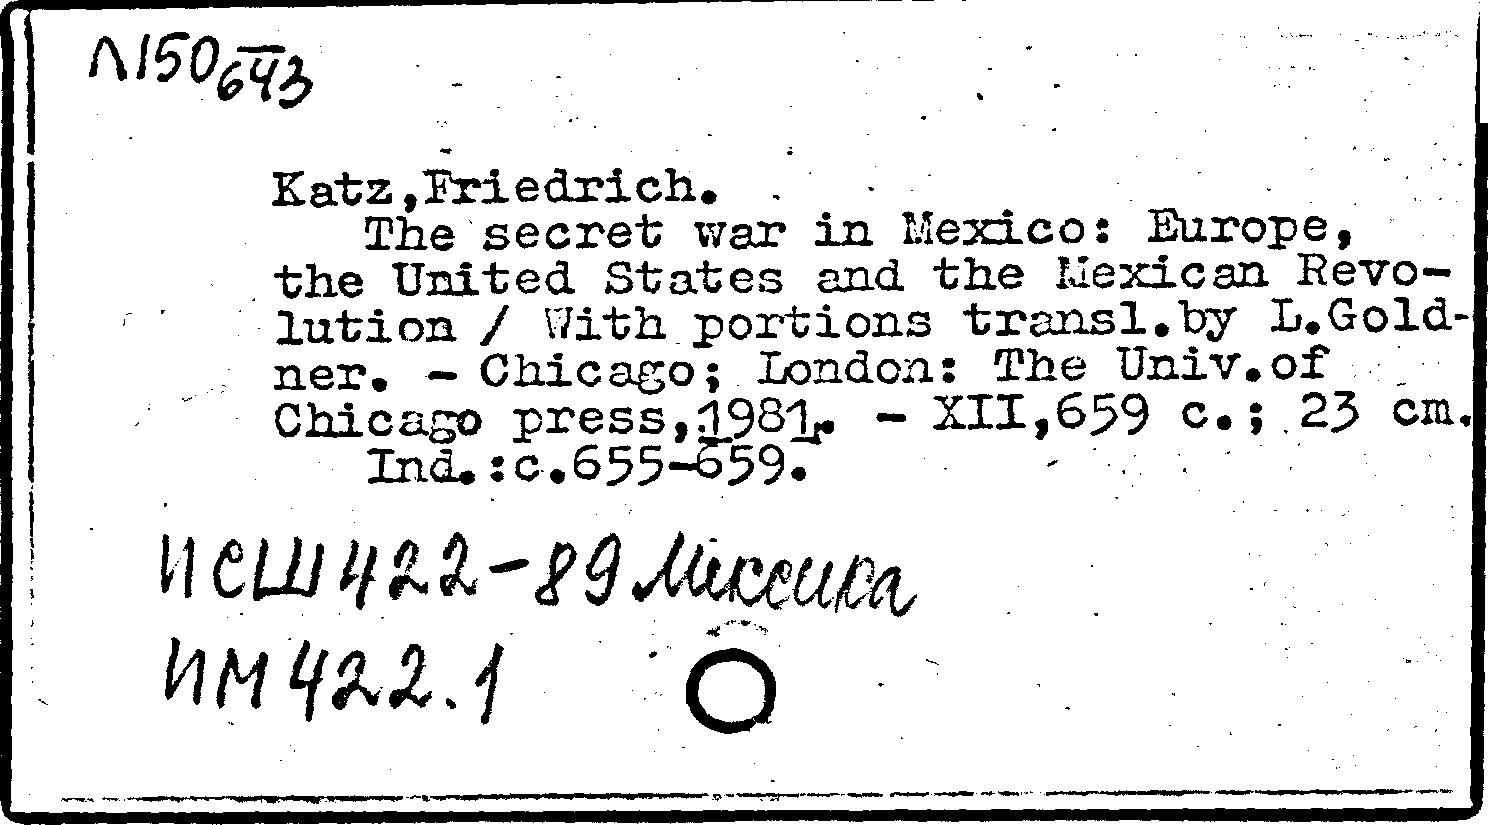 Л150
643
Katz,Friedrich.
The secret war in Mexico: Europe,
the United States and the Mexican Revo-
lution / With portions transl.by L.Gold-
ner. - Chicago; London: The Univ.of
Chicago press,1981. - XII,659 c.; 23 cm.
Ind.:c.655-659.
ИСШ422-89 Мексика
ИМ422.1